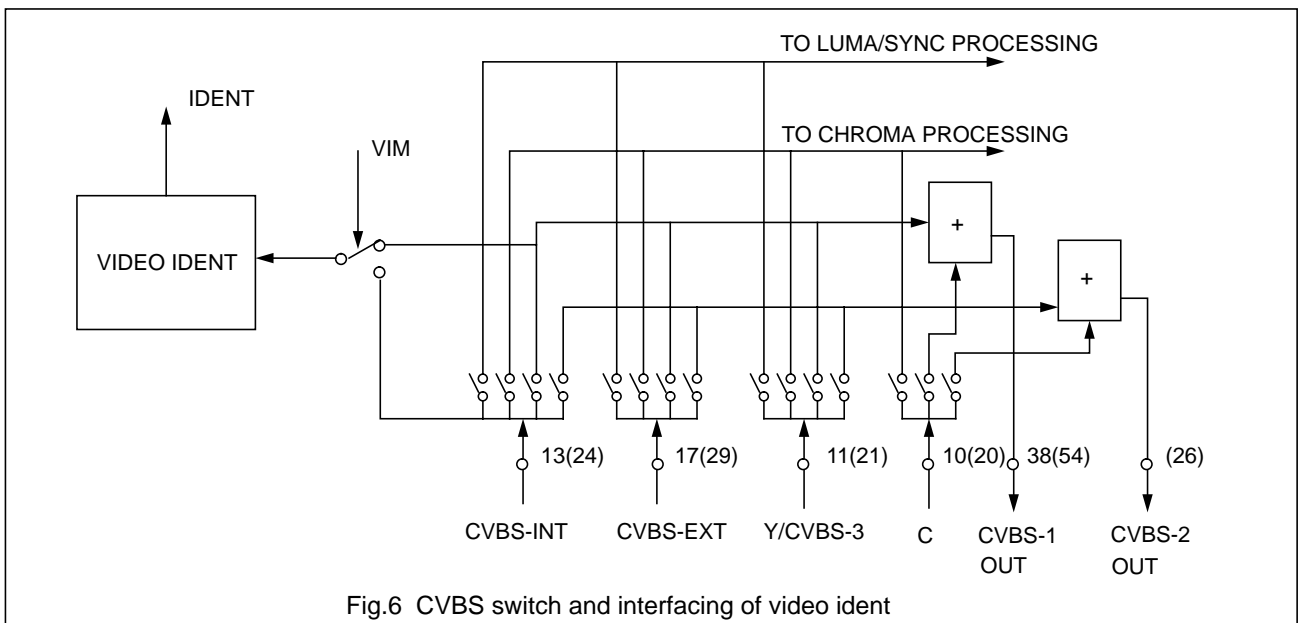 TO LUMA/SYNC PROCESSING
IDENT
TO CHROMA PROCESSING
VIM
+
VIDEO IDENT
+
13(24)
17(29)
11(21)
10(20)
38(54)
(26)
CVBS-INT
CVBS-EXT
Y/CVBS-3
C
CVBS-1
OUT
CVBS-2
OUT
Fig.6 CVBS switch and interfacing of video ident